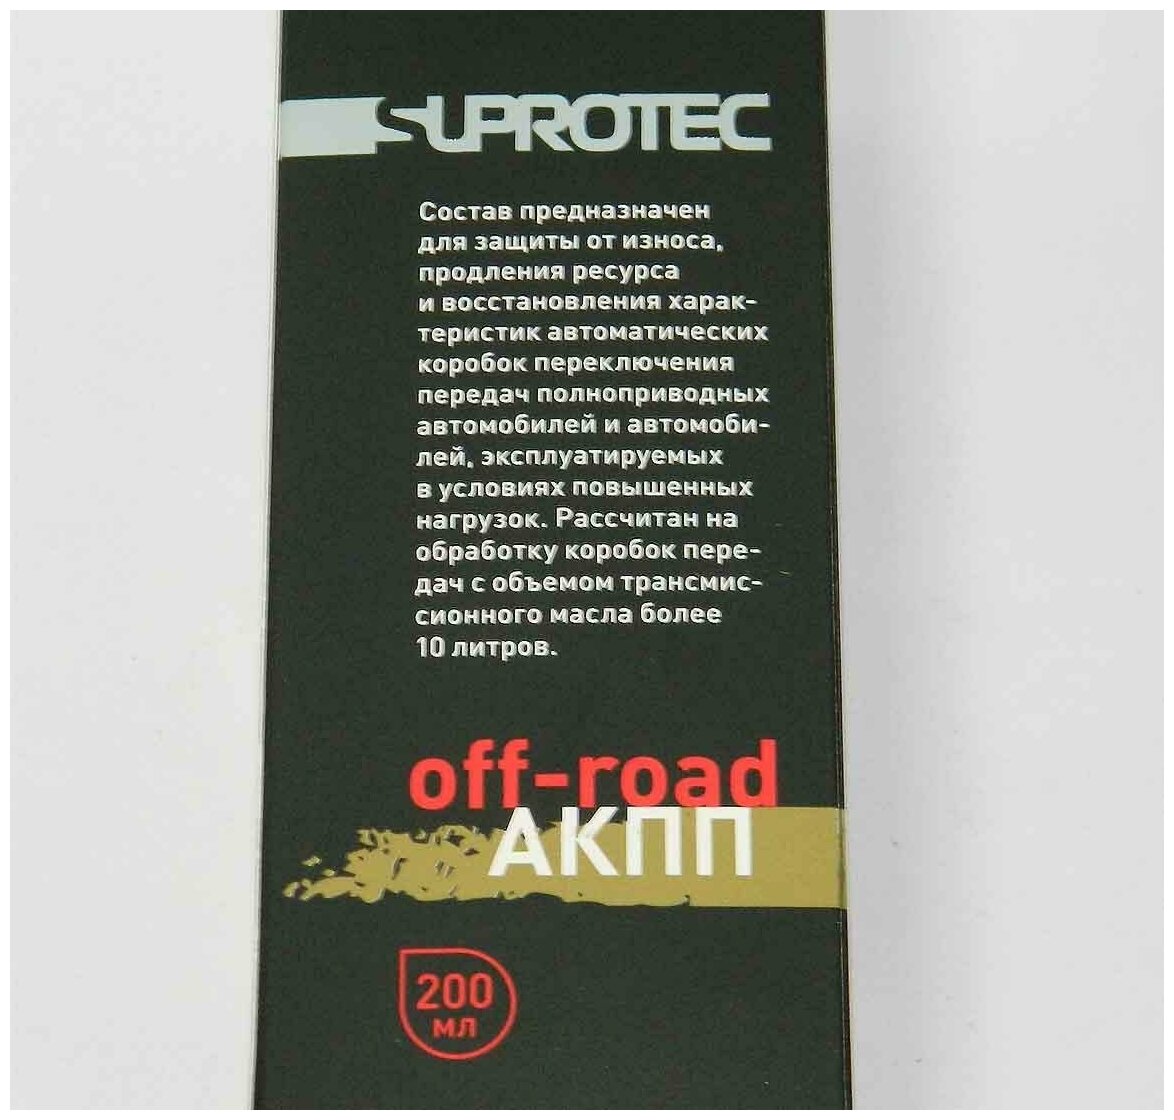 SUPROTEC
Состав предназначен
для защиты от износа,
продления ресурса
и восстановления харак-
теристик автоматических
коробок переключения
передач полноприводных
автомобилей и автомоби-
лей, эксплуатируемых
в условиях повышенных
нагрузок. Рассчитан на
обработку коробок пере-
дач с объемом трансмис-
сионного масла более
10 литров.
off-road
АКПП
200
мл